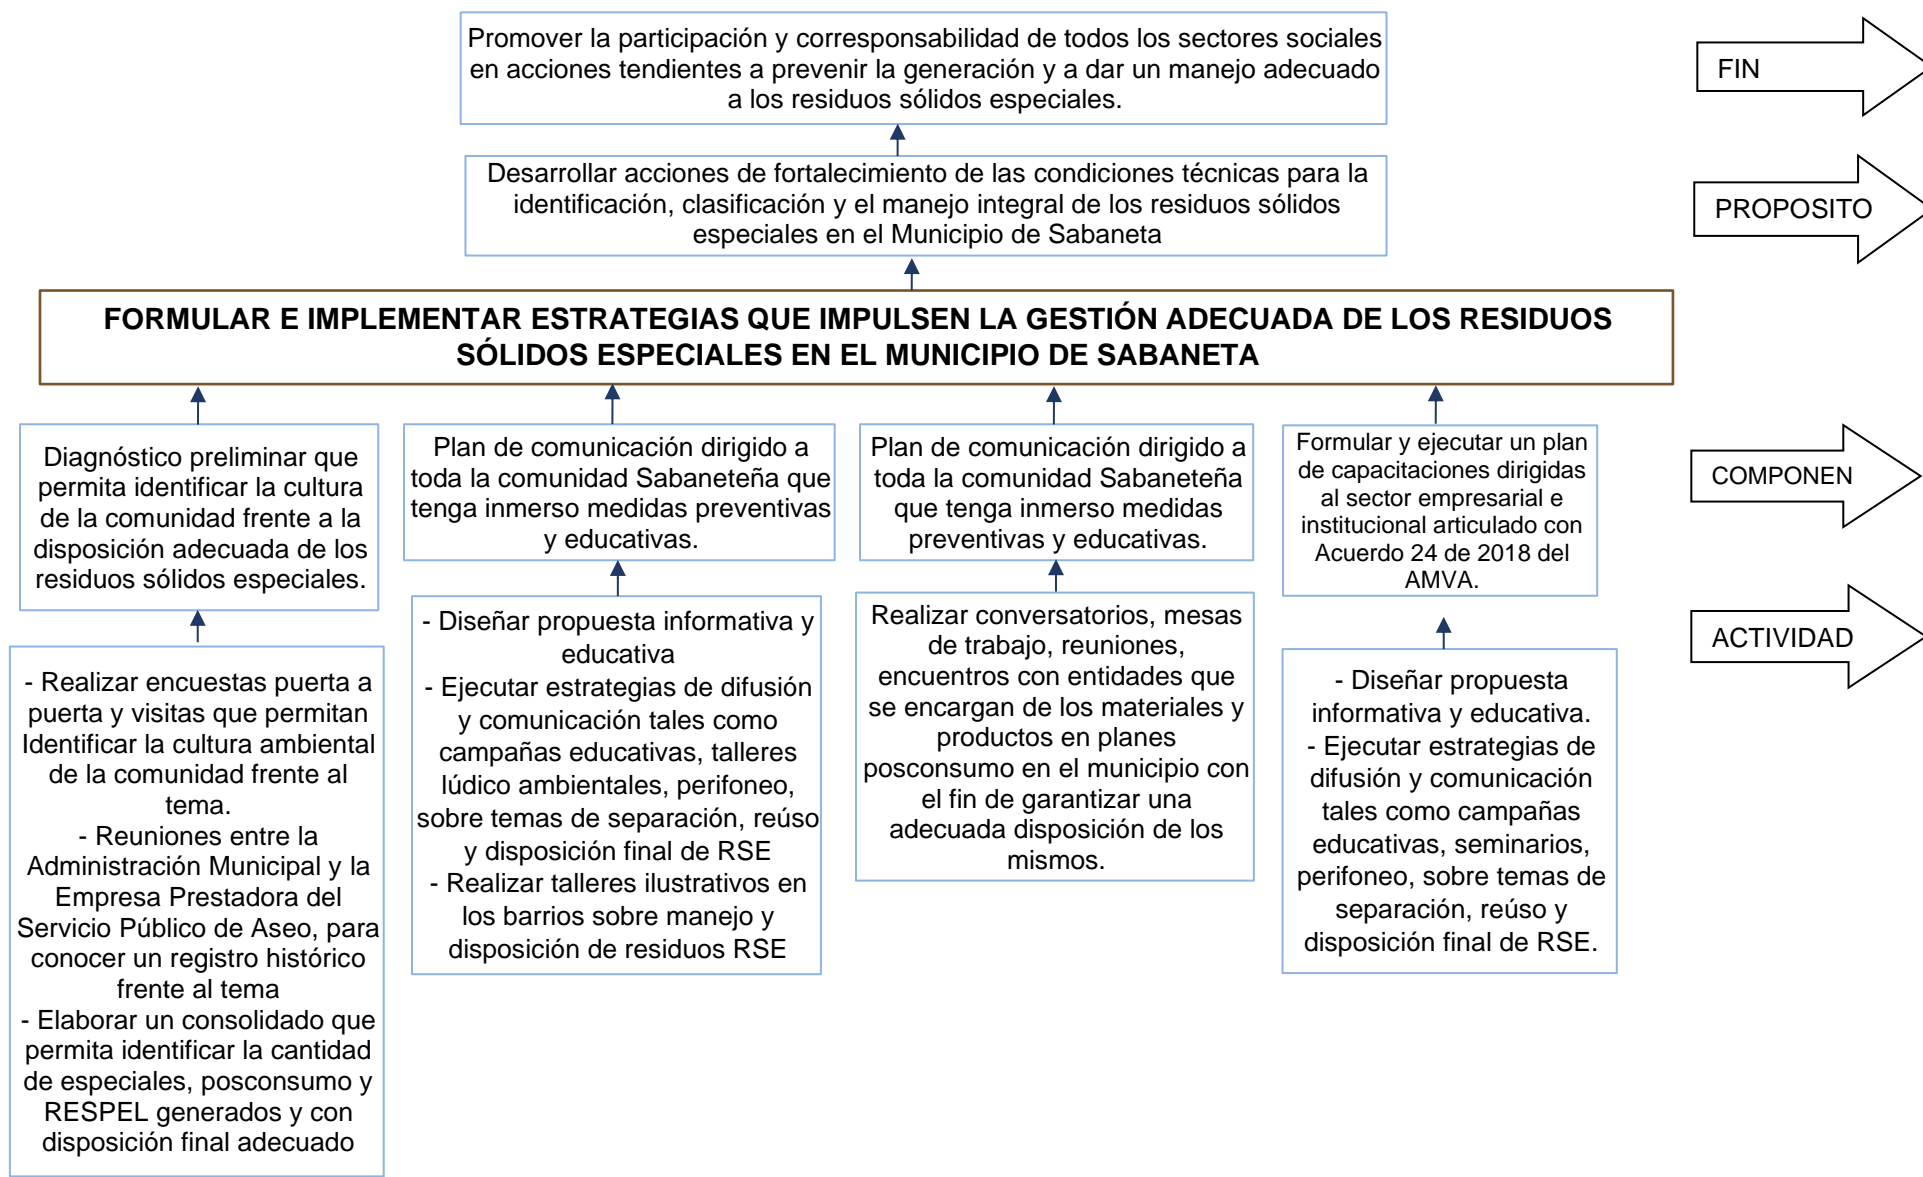 Promover la participación y corresponsabilidad de todos los sectores sociales
en acciones tendientes a prevenir la generación y a dar un manejo adecuado
a los residuos sólidos especiales.
FIN
Desarrollar acciones de fortalecimiento de las condiciones técnicas para la
identificación, clasificación y el manejo integral de los residuos sólidos
especiales en el Municipio de Sabaneta
PROPOSITO
FORMULAR E IMPLEMENTAR ESTRATEGIAS QUE IMPULSEN LA GESTIÓN ADECUADA DE LOS RESIDUOS
SÓLIDOS ESPECIALES EN EL MUNICIPIO DE SABANETA
Diagnóstico preliminar que
permita identificar la cultura
de la comunidad frente a la
disposición adecuada de los
residuos sólidos especiales.
Plan de comunicación dirigido a
toda la comunidad Sabaneteña que
tenga inmerso medidas preventivas
y educativas.
Plan de comunicación dirigido a
toda la comunidad Sabaneteña
que tenga inmerso medidas
preventivas y educativas.
Formular y ejecutar un plan
de capacitaciones dirigidas
al sector empresarial e
institucional articulado con
Acuerdo 24 de 2018 del
AMVA.
COMPONEN
- Realizar encuestas puerta a
puerta y visitas que permitan
Identificar la cultura ambiental
de la comunidad frente al
tema.
- Reuniones entre la
Administración Municipal y la
Empresa Prestadora del
Servicio Público de Aseo, para
conocer un registro histórico
frente al tema
- Elaborar un consolidado que
permita identificar la cantidad
de especiales, posconsumo y
RESPEL generados y con
disposición final adecuado
- Diseñar propuesta informativa y
educativa
- Ejecutar estrategias de difusión
y comunicación tales como
campañas educativas, talleres
lúdico ambientales, perifoneo,
sobre temas de separación, reúso
y disposición final de RSE
- Realizar talleres ilustrativos en
los barrios sobre manejo y
disposición de residuos RSE
Realizar conversatorios, mesas
de trabajo, reuniones,
encuentros con entidades que
se encargan de los materiales y
productos en planes
posconsumo en el municipio con
el fin de garantizar una
adecuada disposición de los
mismos.
- Diseñar propuesta
informativa y educativa.
- Ejecutar estrategias de
difusión y comunicación
tales como campañas
educativas, seminarios,
perifoneo, sobre temas de
separación, reúso y
disposición final de RSE.
ACTIVIDAD